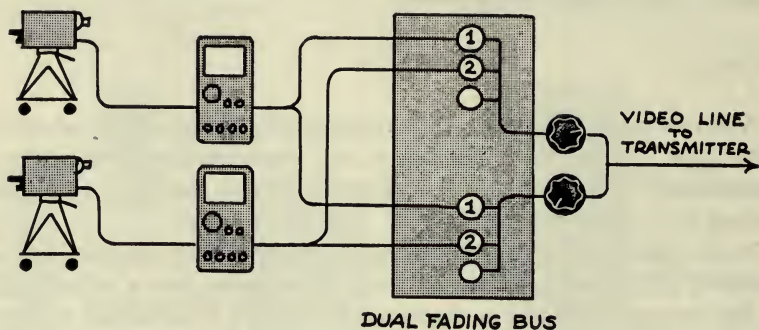 1
2
VIDEO LINE
TO
TRANSMITTER
1
2
DUAL FADING BUS